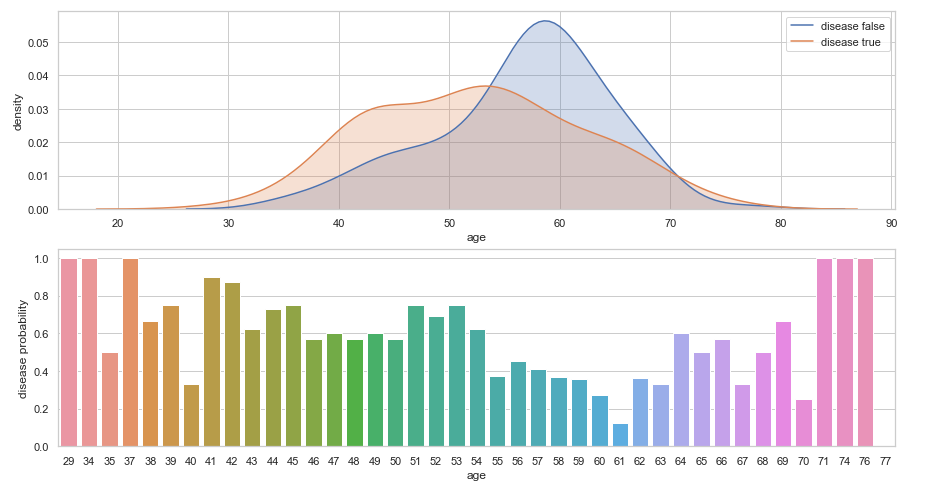 disease false
disease true
0.05
0.04
0.03
0.02
0.01
0.00
density
20 30 40 50 60 70 80 90
age
1.0
0.8
0.6
0.4
0.2
0.0
disease probability
29 34 35 37 38 39 40 41 42 43 44 45 46 47 48 49 50 51 52 53 54 55 56 57 58 59 60 61 62 63 64 65 66 67 68 69 70 71 74 76 77
age